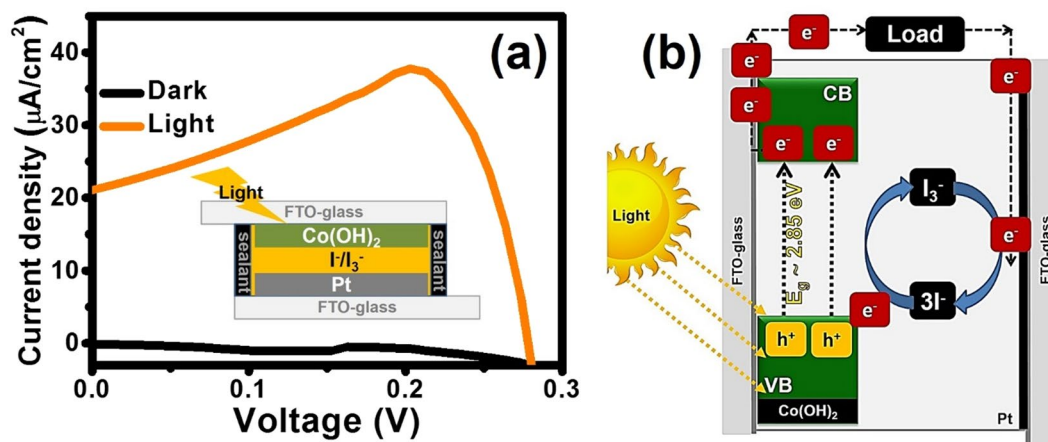 (a)
Current density (μA/cm²)
40
30
20
10
0
Dark
Light
Light
FTO-glass
sealant
Co(OH)₂
I⁻/I₃⁻
Pt
sealant
FTO-glass
0.0
0.1
0.2
0.3
Voltage (V)
(b)
e⁻
Load
e⁻
e⁻
e⁻
CB
e⁻
e⁻
Light
FTO-glass
E_g ~ 2.85 eV
I₃⁻
e⁻
FTO-glass
3I⁻
e⁻
h⁺
h⁺
VB
Co(OH)₂
Pt